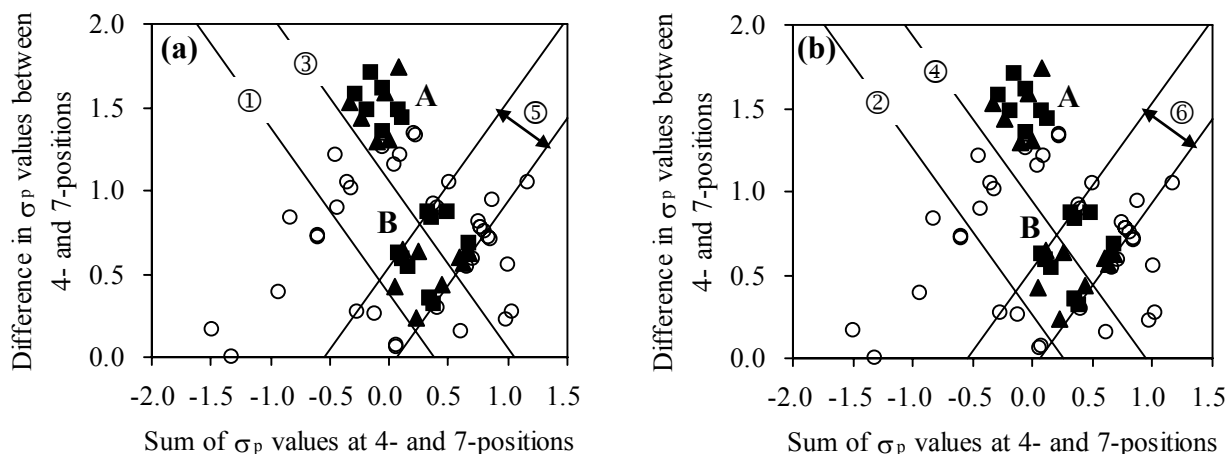 Difference in σp values between
4- and 7-positions
2.0
1.5
1.0
0.5
0.0
(a)
③
①
A
⑤
B
-2.0 -1.5 -1.0 -0.5 0.0 0.5 1.0 1.5
Sum of σp values at 4- and 7-positions
Difference in σp values between
4- and 7-positions
2.0
1.5
1.0
0.5
0.0
(b)
④
②
A
⑥
B
-2.0 -1.5 -1.0 -0.5 0.0 0.5 1.0 1.5
Sum of σp values at 4- and 7-positions